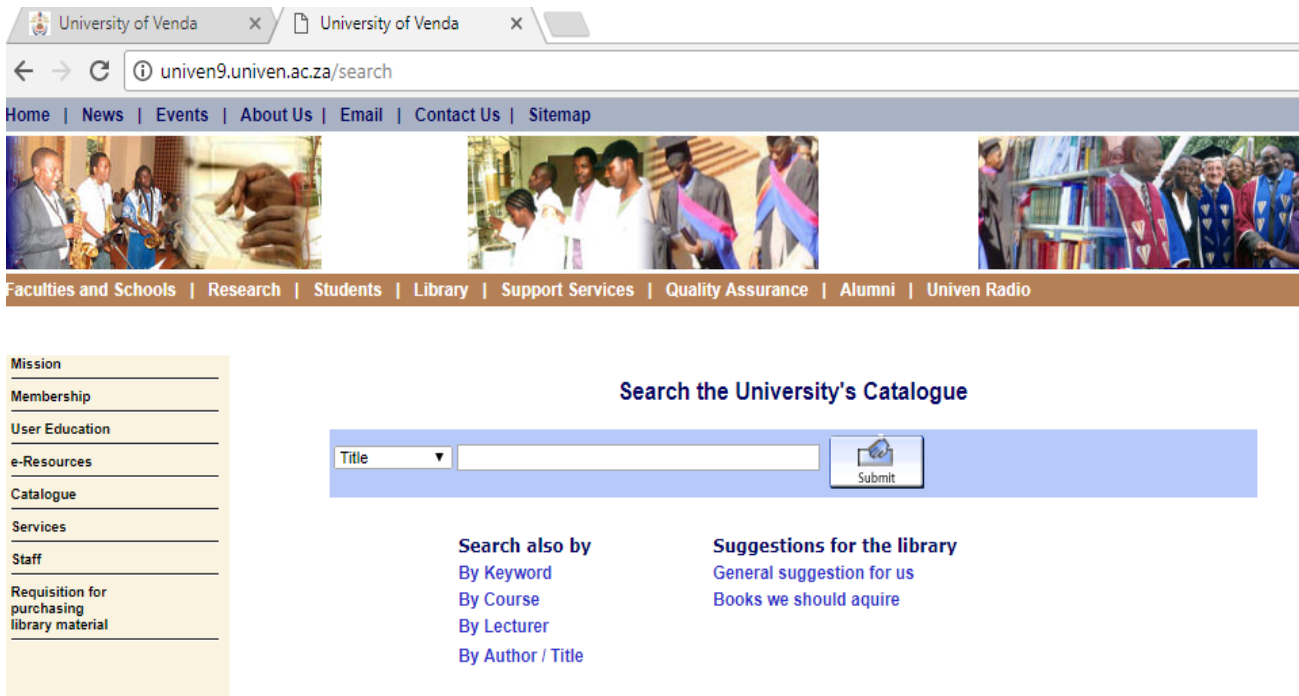 University of Venda
University of Venda
univen9.univen.ac.za/search
Home | News | Events | About Us | Email | Contact Us | Sitemap
Faculties and Schools | Research | Students | Library | Support Services | Quality Assurance | Alumni | Univen Radio
Mission
Membership
User Education
e-Resources
Catalogue
Services
Staff
Requisition for
purchasing
library material
Search the University's Catalogue
Title
Submit
Search also by
By Keyword
By Course
By Lecturer
By Author / Title
Suggestions for the library
General suggestion for us
Books we should aquire